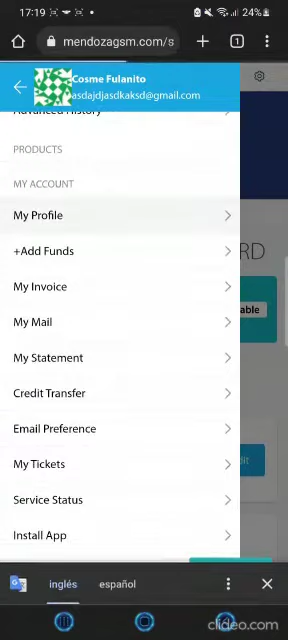 17:19
24%
mendozagsm.com/s
1
Cosme Fulanito
asdajdjasdkaksd@gmail.com
Advanced History
PRODUCTS
MY ACCOUNT
My Profile
+Add Funds
RD
My Invoice
able
My Mail
My Statement
Credit Transfer
Email Preference
My Tickets
dit
Service Status
Install App
inglés
español
clideo.com